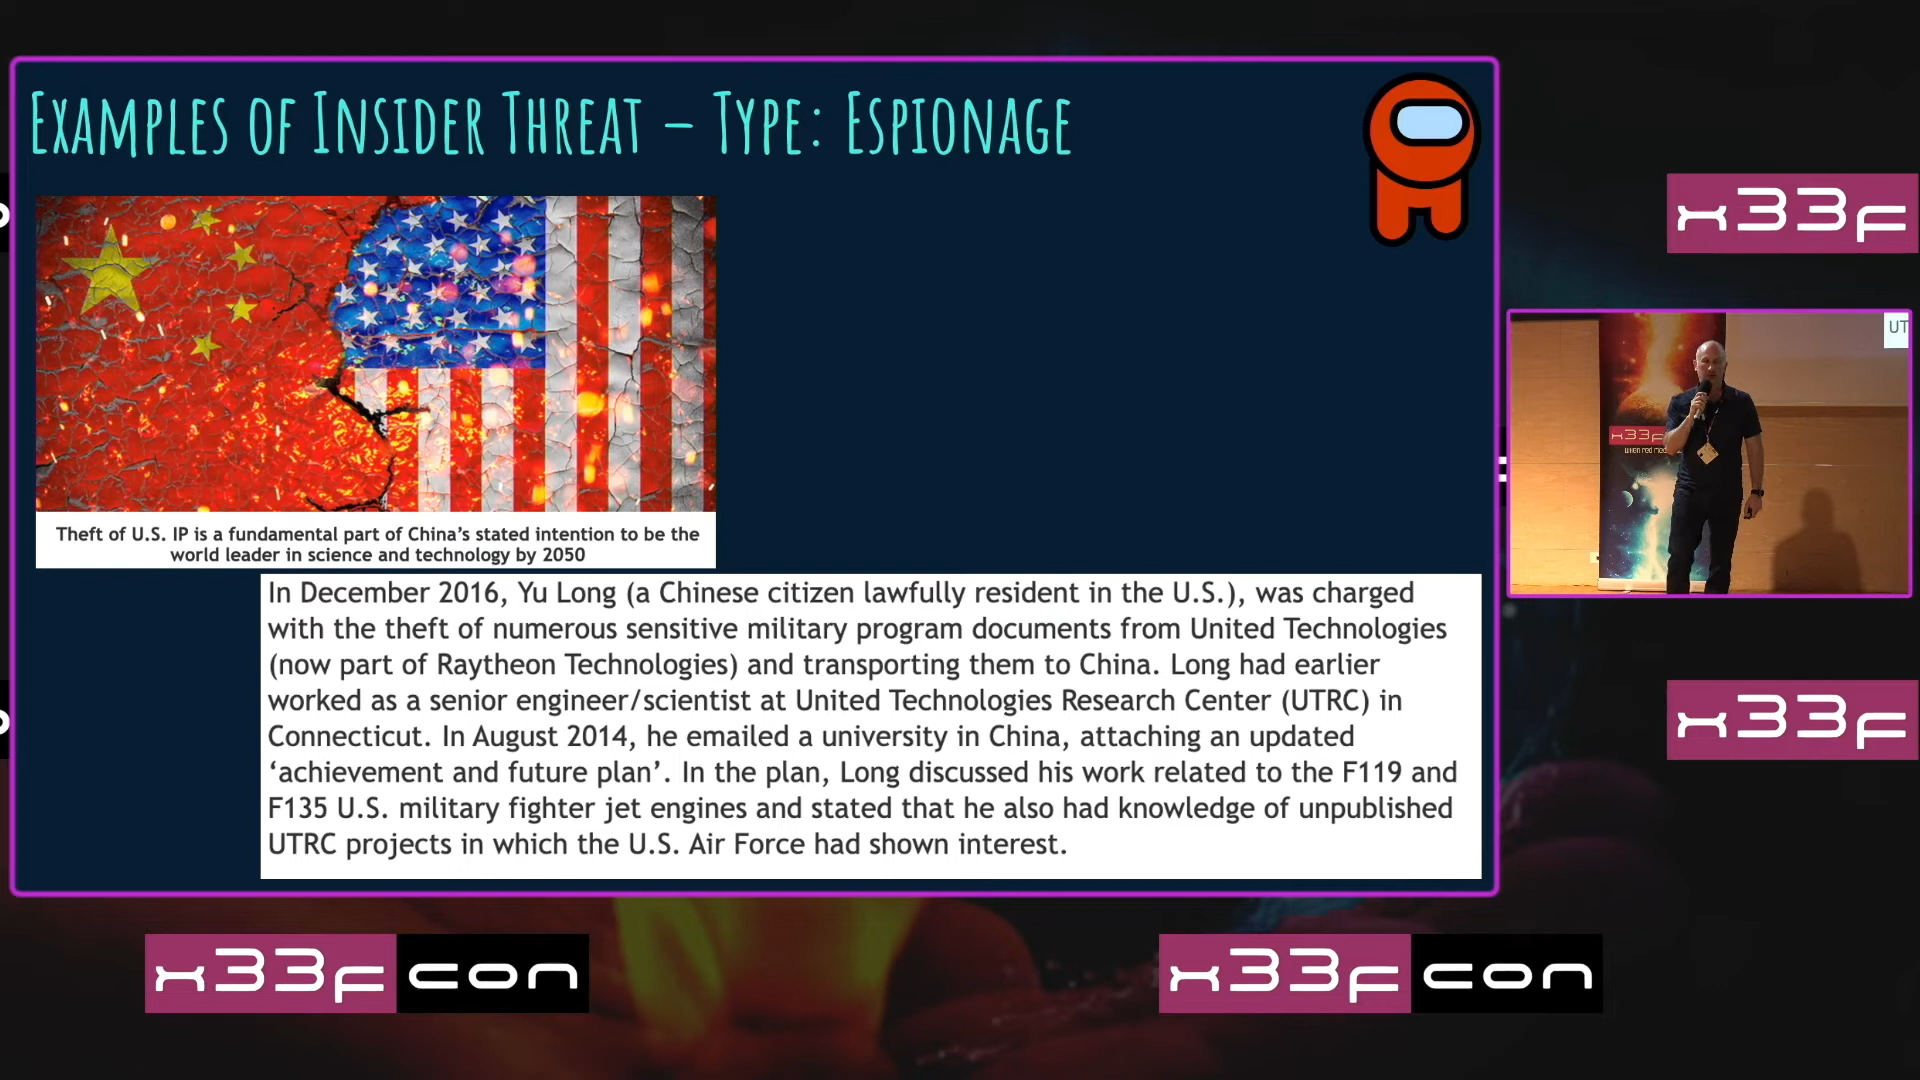 Examples of Insider Threat – Type: Espionage
Theft of U.S. IP is a fundamental part of China's stated intention to be the
world leader in science and technology by 2050
In December 2016, Yu Long (a Chinese citizen lawfully resident in the U.S.), was charged
with the theft of numerous sensitive military program documents from United Technologies
(now part of Raytheon Technologies) and transporting them to China. Long had earlier
worked as a senior engineer/scientist at United Technologies Research Center (UTRC) in
Connecticut. In August 2014, he emailed a university in China, attaching an updated
‘achievement and future plan’. In the plan, Long discussed his work related to the F119 and
F135 U.S. military fighter jet engines and stated that he also had knowledge of unpublished
UTRC projects in which the U.S. Air Force had shown interest.
x33f
UT
x33f
when red
x33f
x33fcon
x33fcon